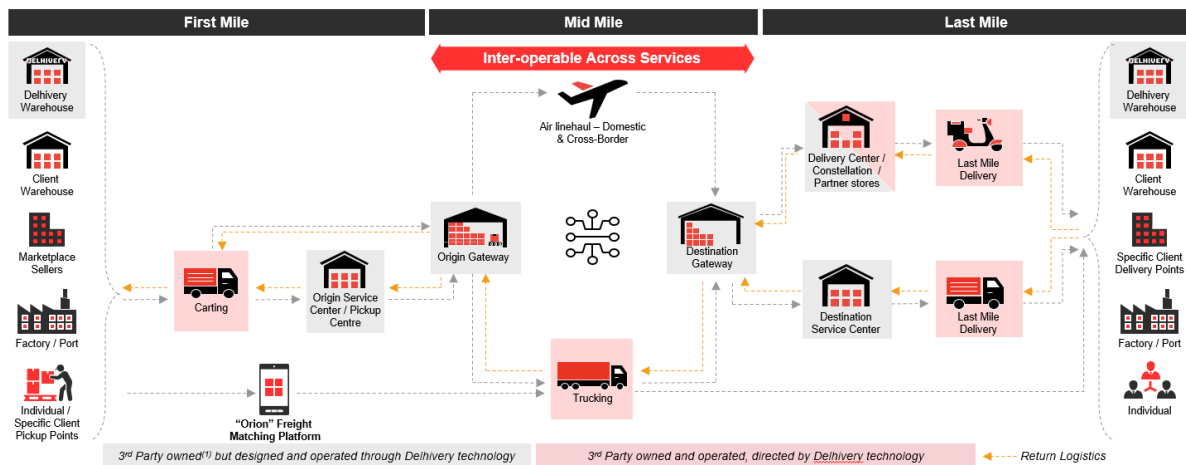 First Mile
Mid Mile
Last Mile
Inter-operable Across Services
DELHIVERY
Delhivery
Warehouse
Client
Warehouse
Marketplace
Sellers
Factory / Port
Individual /
Specific Client
Pickup Points
Carting
Origin Service
Center / Pickup
Centre
"Orion" Freight
Matching Platform
Origin Gateway
Air linehaul – Domestic
& Cross-Border
Trucking
Destination
Gateway
Delivery Center /
Constellation /
Partner stores
Last Mile
Delivery
Destination
Service Center
Last Mile
Delivery
DELHIVERY
Delhivery
Warehouse
Client
Warehouse
Specific Client
Delivery Points
Factory / Port
Individual
3rd Party owned(1) but designed and operated through Delhivery technology
3rd Party owned and operated, directed by Delhivery technology
Return Logistics